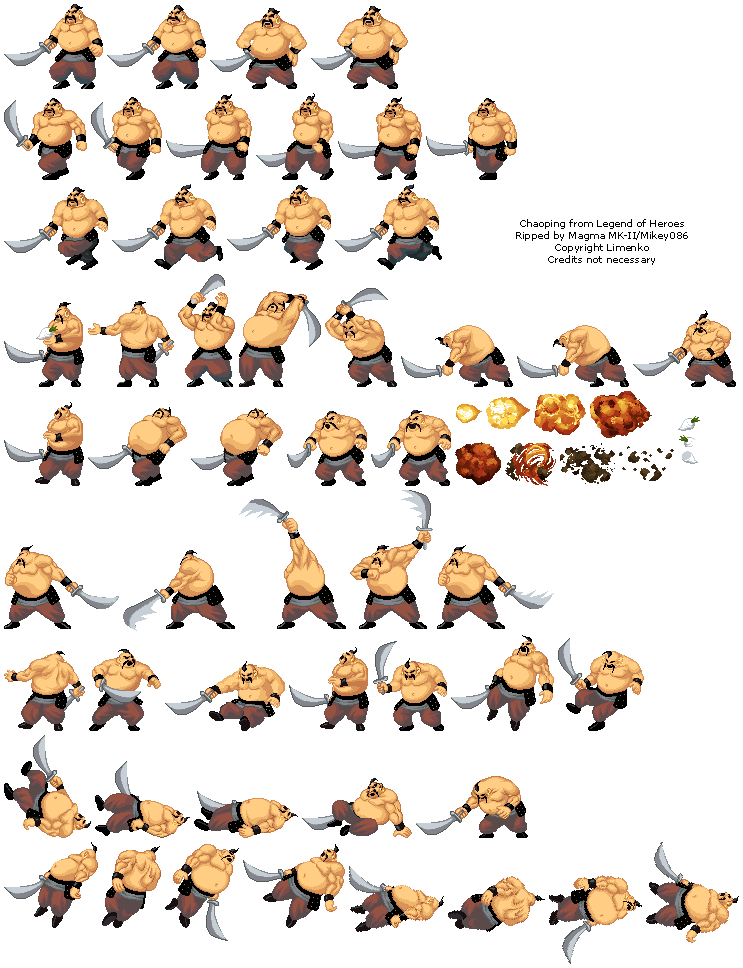 Chaoping from Legend of Heroes
Ripped by Magma MK-II/Mikey086
Copyright Limenko
Credits not necessary